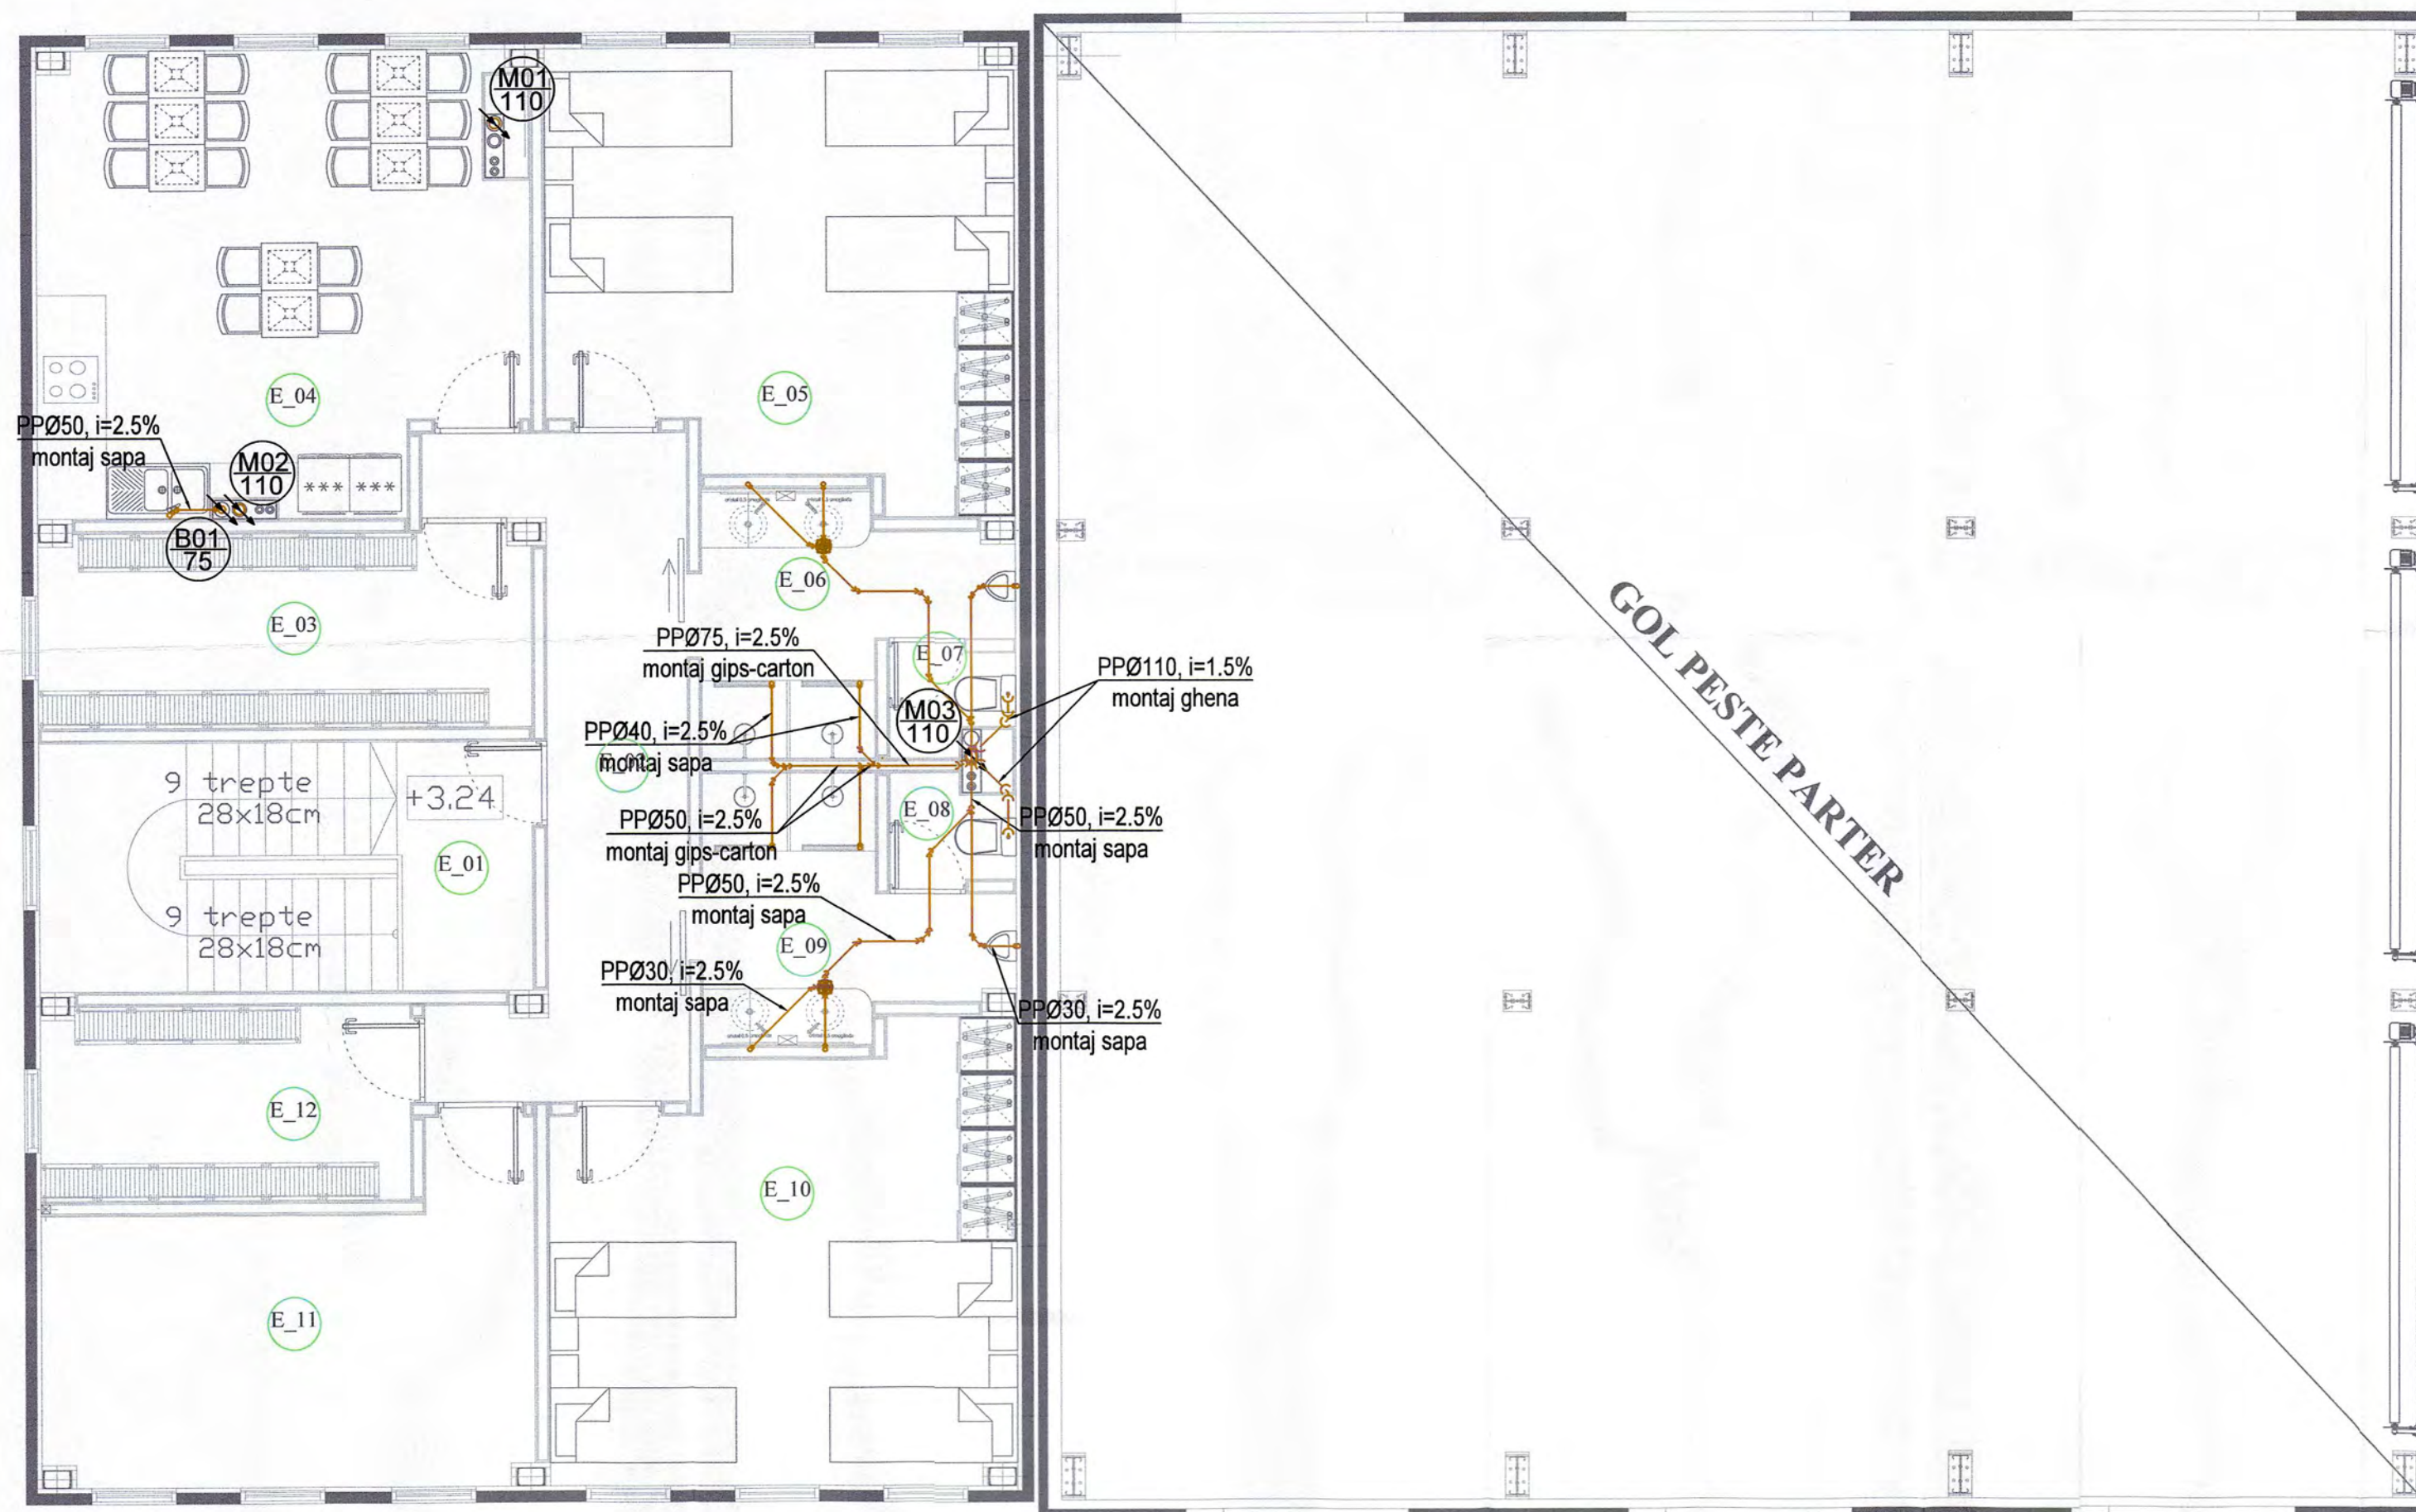 M01
110
E_04
E_05
PPØ50, i=2.5%
montaj sapa
M02
110
*** ***
B01
75
E_06
E_03
PPØ75, i=2.5%
montaj gips-carton
E_07
PPØ110, i=1.5%
montaj ghena
M03
110
PPØ40, i=2.5%
montaj sapa
9 trepte
28x18cm
+3.24
E_08
PPØ50, i=2.5%
montaj gips-carton
PPØ50, i=2.5%
montaj sapa
E_01
PPØ50, i=2.5%
montaj sapa
9 trepte
28x18cm
E_09
PPØ30, i=2.5%
montaj sapa
PPØ30, i=2.5%
montaj sapa
E_12
E_10
E_11
GOL PESTE PARTER